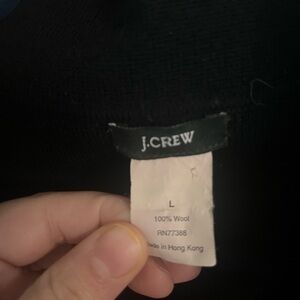 J.CREW
L
100% Wool
RN77388
Made in Hong Kong